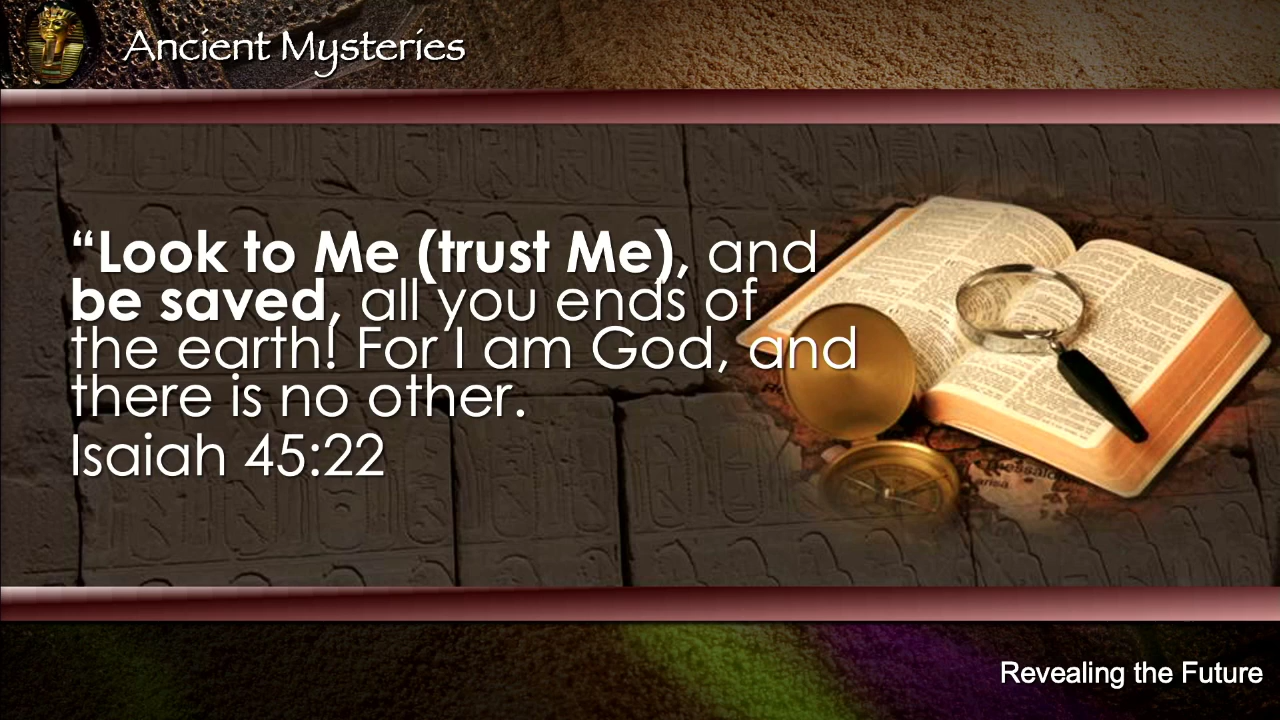 Ancient Mysteries
“Look to Me (trust Me), and
be saved, all you ends of
the earth! For I am God, and
there is no other.
Isaiah 45:22
Revealing the Future